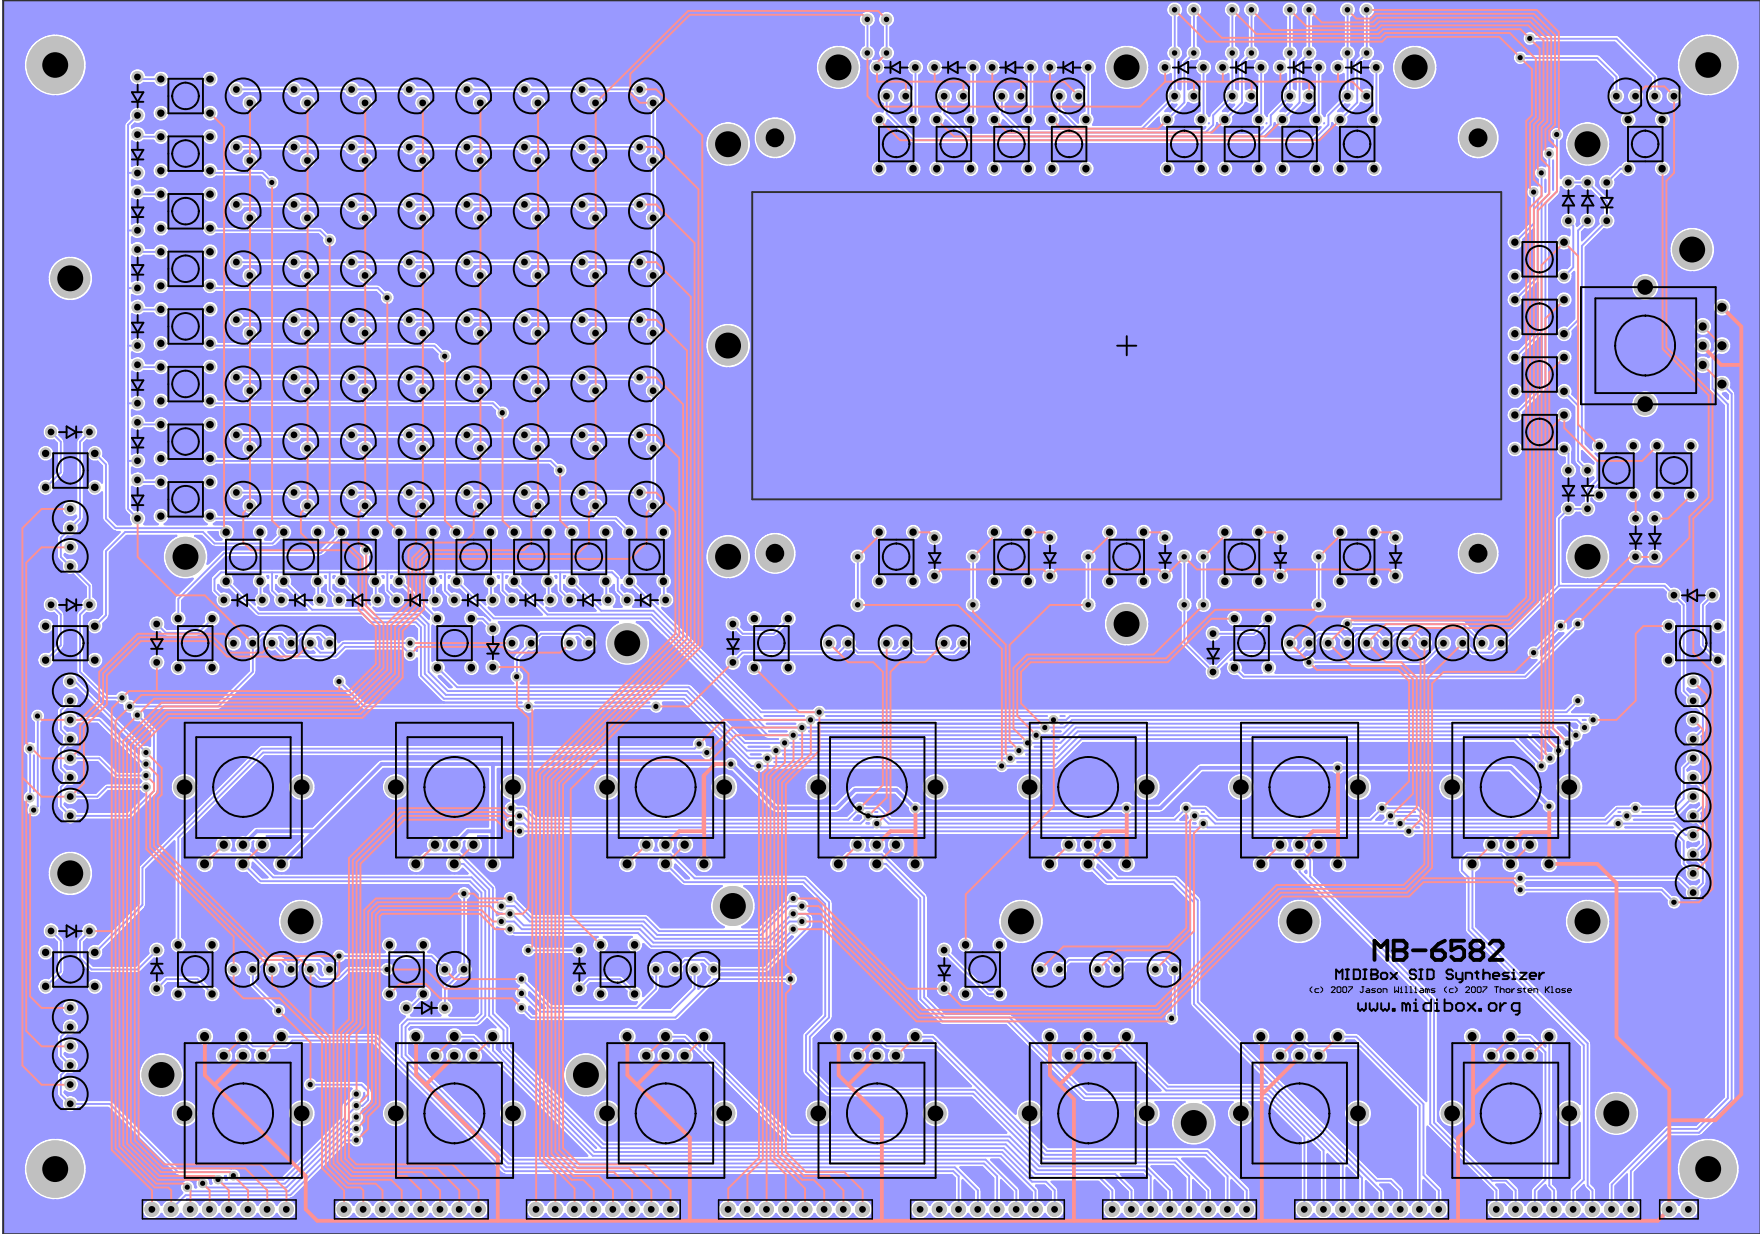 MB-6582
MIDIBox SID Synthesizer
(c) 2007 Jason Williams (c) 2007 Thorsten Klose
www.midibox.org